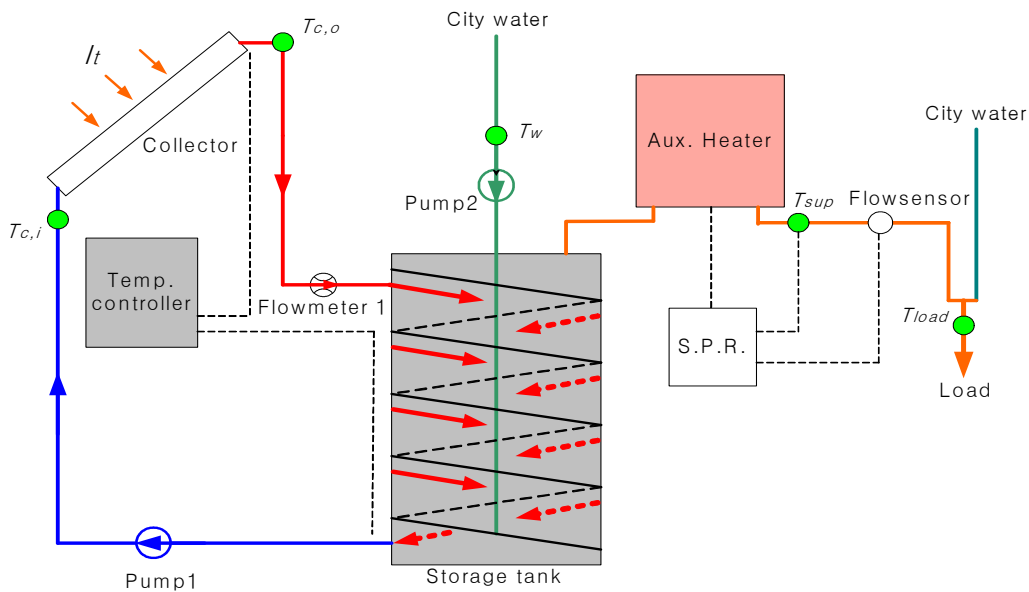 Tc,o
City water
It
Collector
Tw
Aux. Heater
City water
Pump2
Tsup
Flowsensor
Tc,i
Temp.
controller
Flowmeter 1
S.P.R.
Tload
Load
Pump1
Storage tank